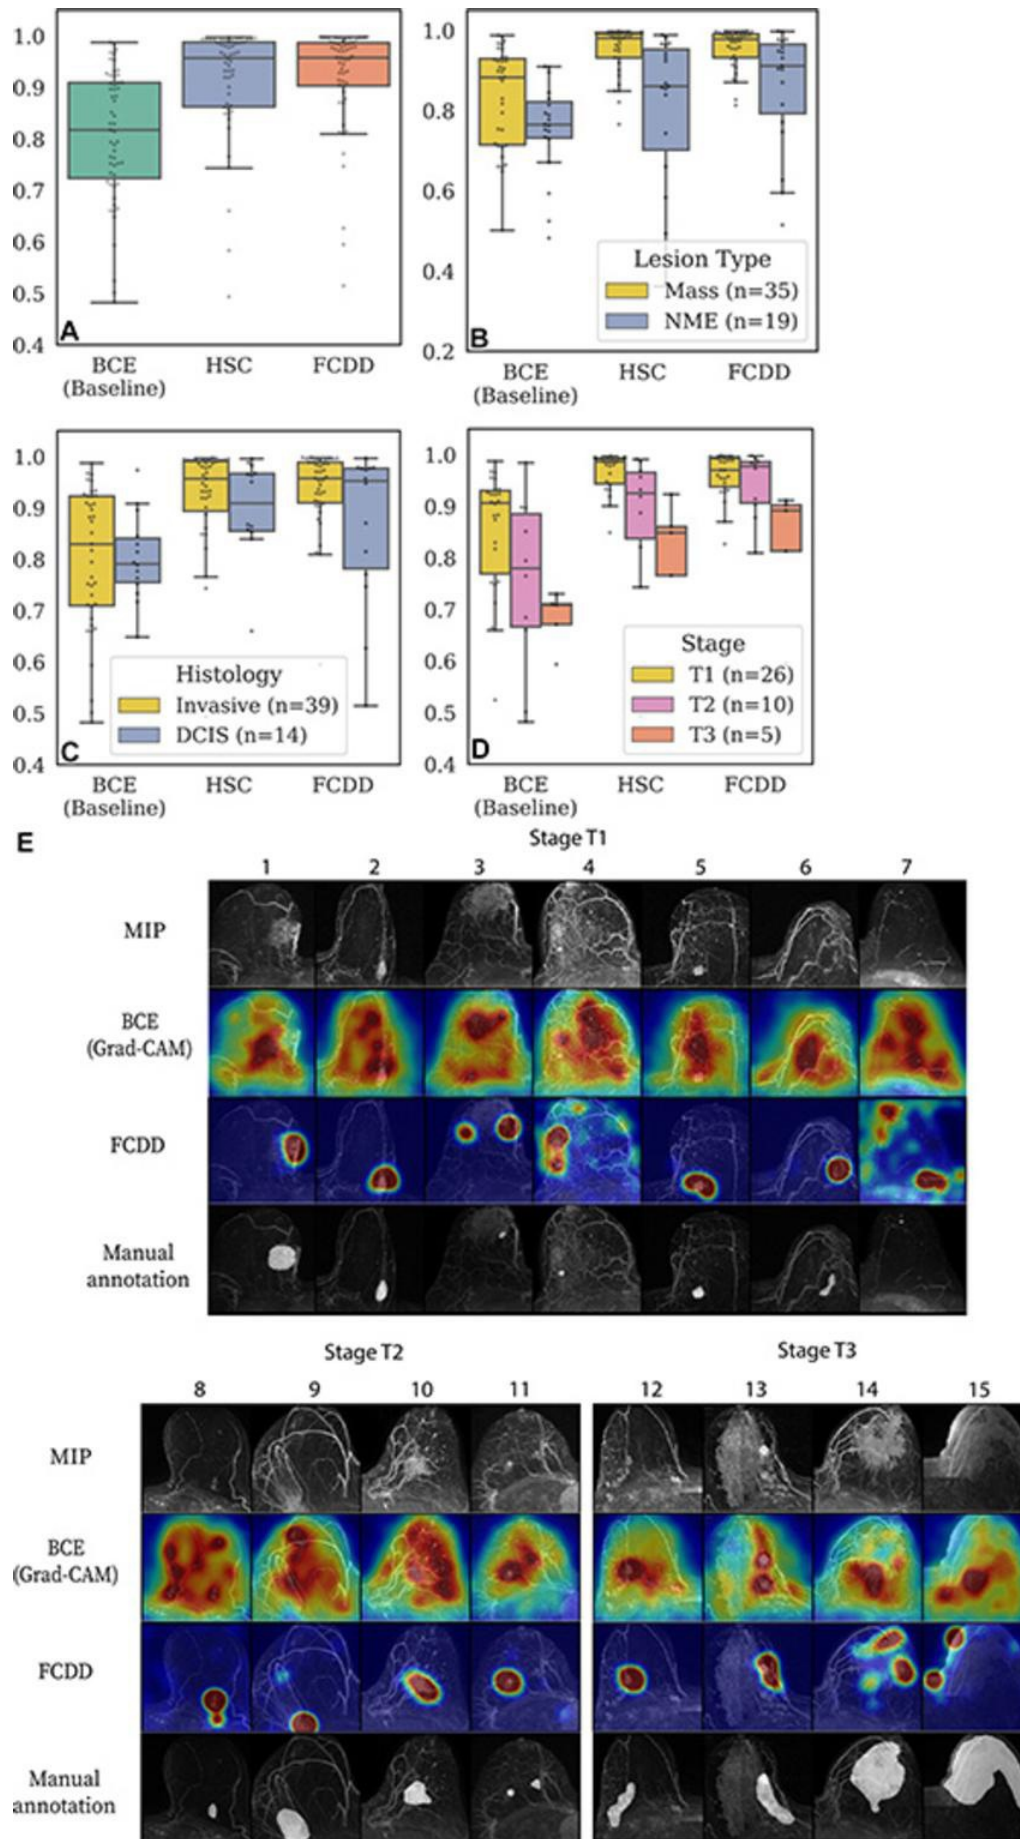 1.0
0.9
0.8
0.7
0.6
0.5
0.4
A
BCE
(Baseline)
HSC
FCDD
1.0
0.8
0.6
0.4
0.2
Lesion Type
Mass (n=35)
NME (n=19)
B
BCE
(Baseline)
HSC
FCDD
1.0
0.9
0.8
0.7
0.6
0.5
0.4
Histology
Invasive (n=39)
DCIS (n=14)
C
BCE
(Baseline)
HSC
FCDD
1.0
0.9
0.8
0.7
0.6
0.5
0.4
Stage
T1 (n=26)
T2 (n=10)
T3 (n=5)
D
BCE
(Baseline)
HSC
FCDD
E
Stage T1
1 2 3 4 5 6 7
MIP
BCE
(Grad-CAM)
FCDD
Manual
annotation
Stage T2
Stage T3
8 9 10 11 12 13 14 15
MIP
BCE
(Grad-CAM)
FCDD
Manual
annotation